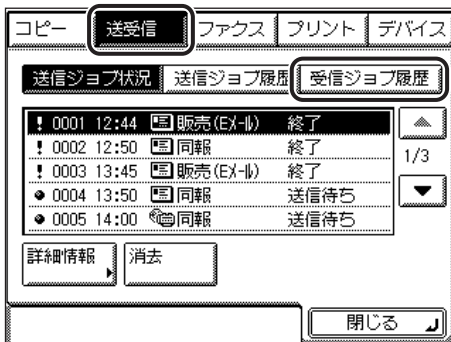 コピー 送受信 ファクス プリント デバイス
送信ジョブ状況 送信ジョブ履歴 受信ジョブ履歴
! 0001 12:44 販売(Eメール) 終了
! 0002 12:50 同報 終了
! 0003 13:45 販売(Eメール) 終了
0004 13:50 同報 送信待ち
0005 14:00 同報 送信待ち
1/3
詳細情報 消去
閉じる